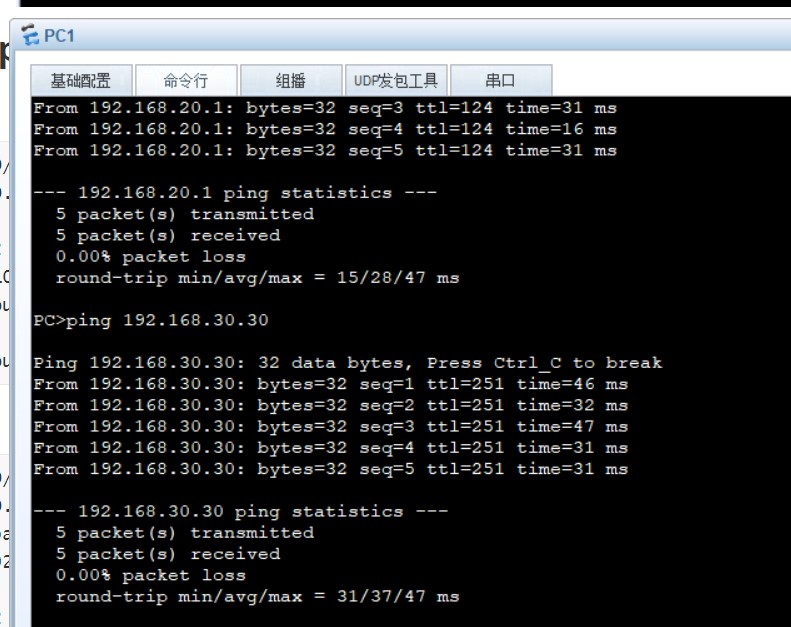 PC1
基础配置 命令行 组播 UDP发包工具 串口
From 192.168.20.1: bytes=32 seq=3 ttl=124 time=31 ms
From 192.168.20.1: bytes=32 seq=4 ttl=124 time=16 ms
From 192.168.20.1: bytes=32 seq=5 ttl=124 time=31 ms
--- 192.168.20.1 ping statistics ---
5 packet(s) transmitted
5 packet(s) received
0.00% packet loss
round-trip min/avg/max = 15/28/47 ms
PC>ping 192.168.30.30
Ping 192.168.30.30: 32 data bytes, Press Ctrl_C to break
From 192.168.30.30: bytes=32 seq=1 ttl=251 time=46 ms
From 192.168.30.30: bytes=32 seq=2 ttl=251 time=32 ms
From 192.168.30.30: bytes=32 seq=3 ttl=251 time=47 ms
From 192.168.30.30: bytes=32 seq=4 ttl=251 time=31 ms
From 192.168.30.30: bytes=32 seq=5 ttl=251 time=31 ms
--- 192.168.30.30 ping statistics ---
5 packet(s) transmitted
5 packet(s) received
0.00% packet loss
round-trip min/avg/max = 31/37/47 ms